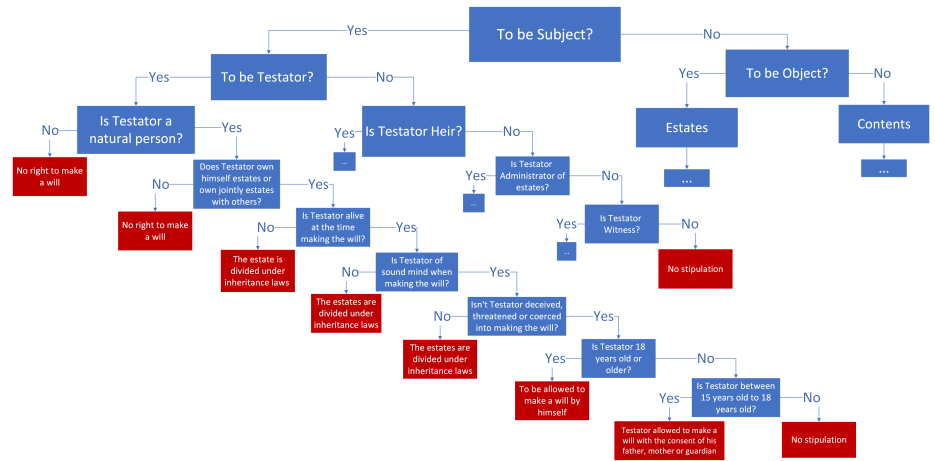 To be Subject?
Yes
No
To be Testator?
To be Object?
Yes
No
Yes
No
Is Testator a
natural person?
Is Testator Heir?
Estates
Contents
No
Yes
Yes
No
No right to make
a will
Does Testator own
himself estates or
own jointly estates
with others?
...
Is Testator
Administrator of
estates?
...
...
No
Yes
Yes
No
No right to make
a will
Is Testator alive
at the time
making the will?
...
Is Testator
Witness?
No
Yes
Yes
No
The estate is
divided under
inheritance laws
Is Testator of
sound mind when
making the will?
...
No stipulation
No
Yes
The estates are
divided under
inheritance laws
Isn't Testator deceived,
threatened or coerced
into making the will?
No
Yes
The estates are
divided under
inheritance laws
Is Testator 18
years old or
older?
Yes
No
To be allowed to
make a will by
himself
Is Testator between
15 years old to 18
years old?
Yes
No
Testator allowed to make a
will with the consent of his
father, mother or guardian
No stipulation